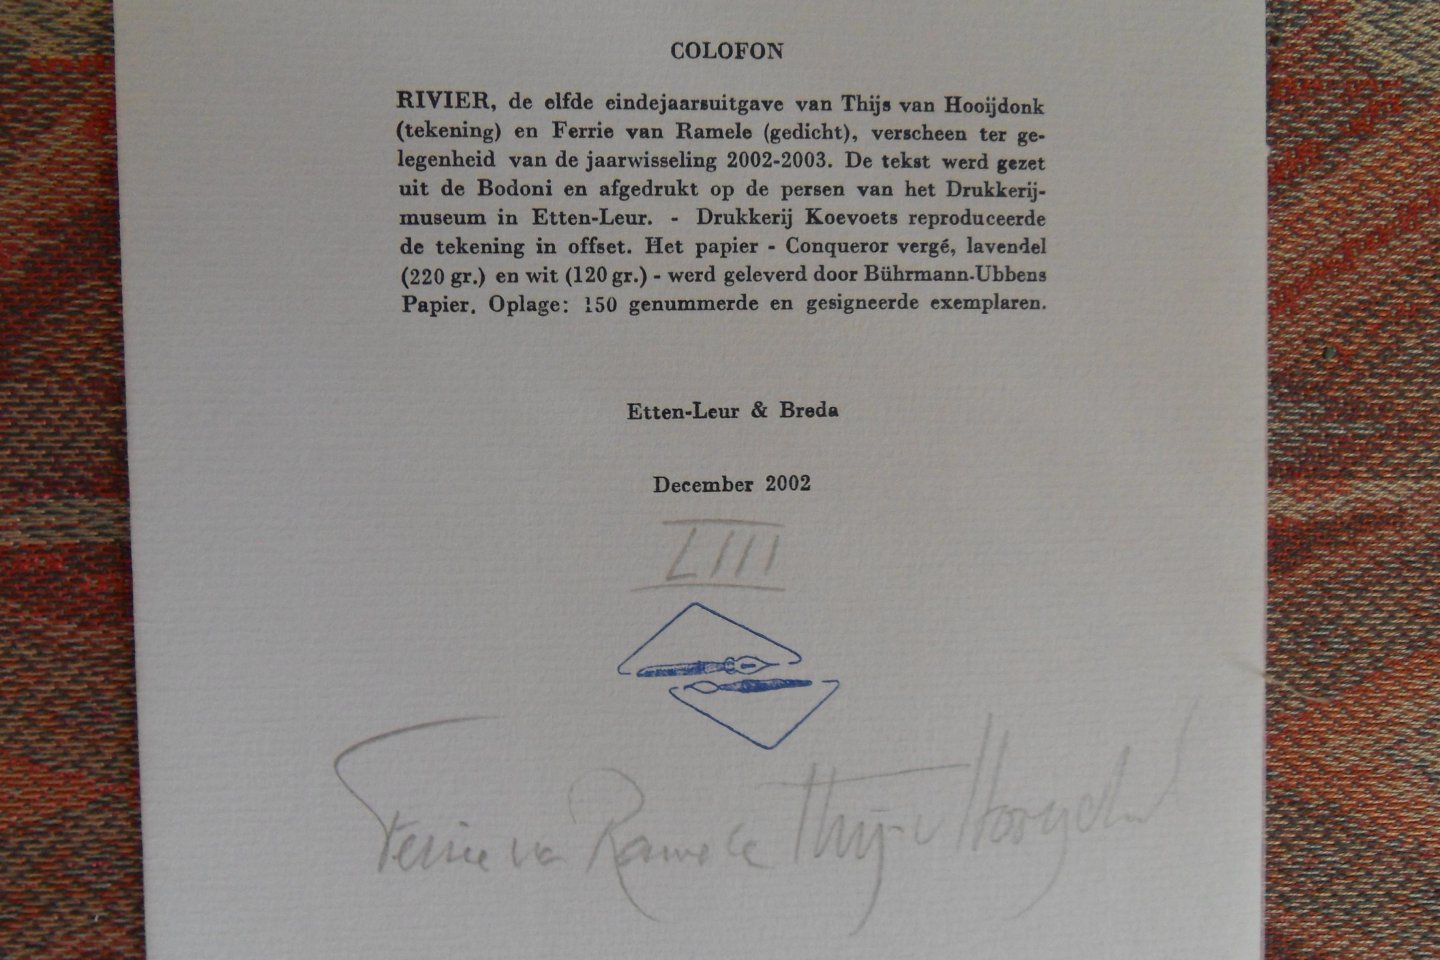 COLOFON
RIVIER, de elfde eindejaarsuitgave van Thijs van Hooijdonk
(tekening) en Ferrie van Ramele (gedicht), verscheen ter ge-
legenheid van de jaarwisseling 2002-2003. De tekst werd gezet
uit de Bodoni en afgedrukt op de persen van het Drukkerij-
museum in Etten-Leur. - Drukkerij Koevoets reproduceerde
de tekening in offset. Het papier - Conqueror vergé, lavendel
(220 gr.) en wit (120 gr.) - werd geleverd door Bührmann-Ubbens
Papier. Oplage: 150 genummerde en gesigneerde exemplaren.
Etten-Leur & Breda
December 2002
LIII
Ferrie van Ramele Thijs v Hooijdonk